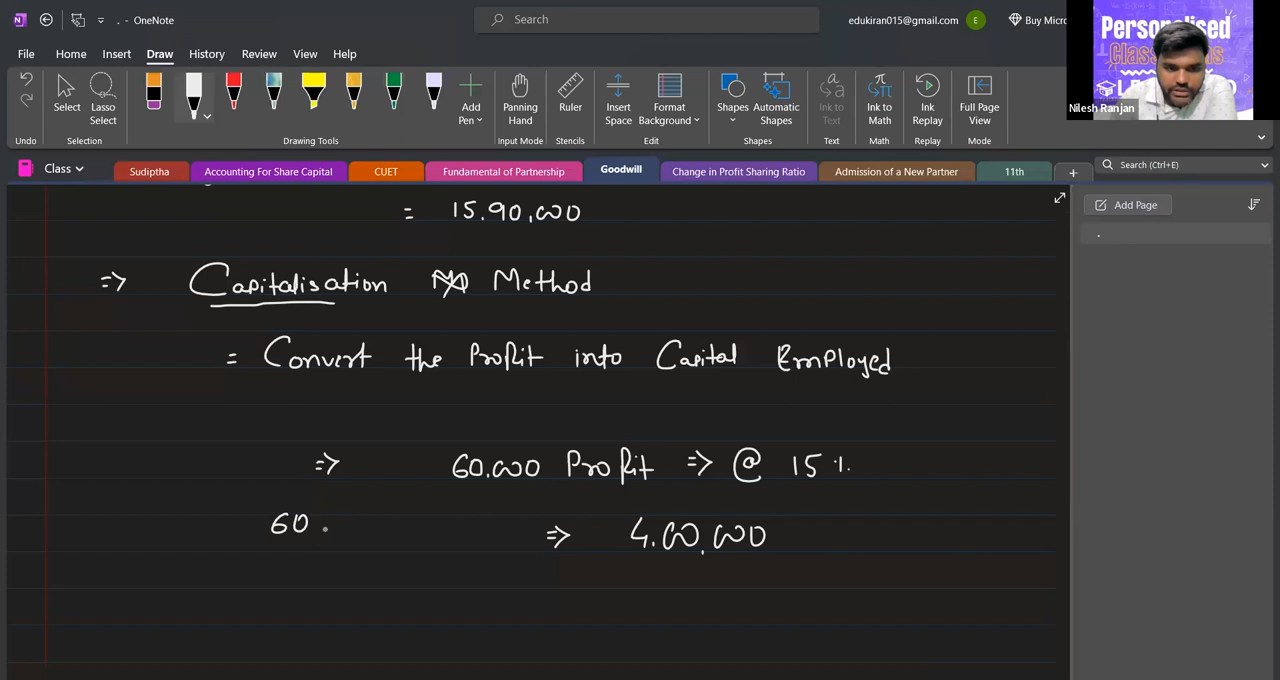 . - OneNote
Search
edukiran015@gmail.com E Buy Micro
File Home Insert Draw History Review View Help
Personalised
Nilesh Ranjan
Select Lasso Select Add Pen Panning Hand Ruler Insert Space Format Background Shapes Automatic Shapes Ink to Text Ink to Math Ink Replay Full Page View
Undo Selection Drawing Tools Input Mode Stencils Edit Shapes Text Math Replay Mode
Class Sudiptha Accounting For Share Capital CUET Fundamental of Partnership Goodwill Change in Profit Sharing Ratio Admission of a New Partner 11th + Search (Ctrl+E)
Add Page
.
= 15.90,000
=> Capitalisation Method
= Convert the Profit into Capital Employed
=> 60.000 Profit => @ 15 %.
60 .
=> 4.00,000